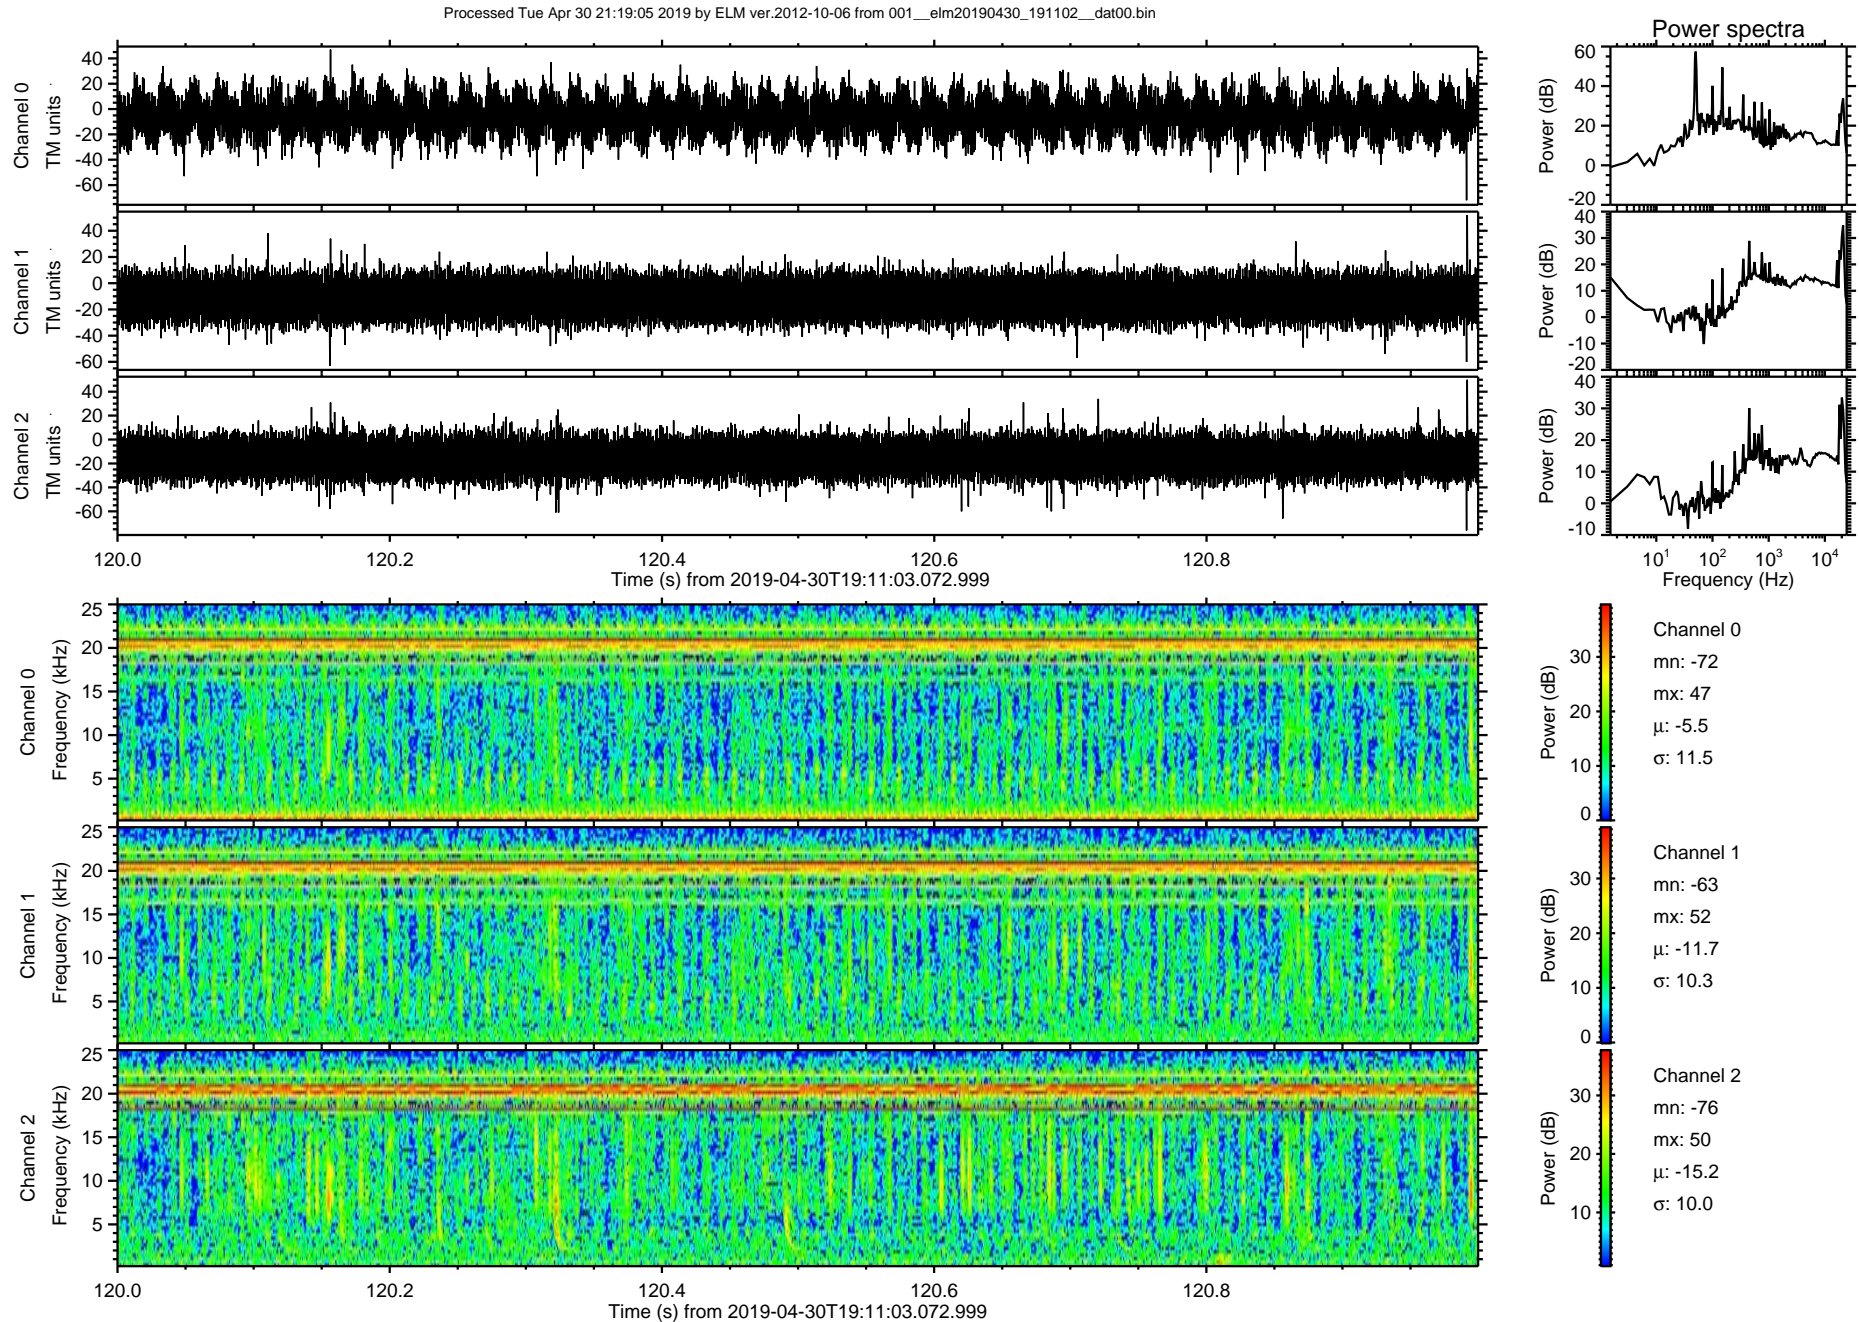 Processed Tue Apr 30 21:19:05 2019 by ELM ver.2012-10-06 from 001__elm20190430_191102__dat00.bin
Power spectra
Channel 0
TM units
40
20
0
-20
-40
-60
Power (dB)
60
40
20
0
-20
Channel 1
TM units
40
20
0
-20
-40
-60
Power (dB)
40
30
20
10
0
-10
-20
Channel 2
TM units
40
20
0
-20
-40
-60
Power (dB)
40
30
20
10
0
-10
120.0 120.2 120.4 120.6 120.8
Time (s) from 2019-04-30T19:11:03.072.999
10^1 10^2 10^3 10^4
Frequency (Hz)
Channel 0
Frequency (kHz)
25
20
15
10
5
Power (dB)
30
20
10
0
Channel 0
mn: -72
mx: 47
μ: -5.5
σ: 11.5
Channel 1
Frequency (kHz)
25
20
15
10
5
Power (dB)
30
20
10
0
Channel 1
mn: -63
mx: 52
μ: -11.7
σ: 10.3
Channel 2
Frequency (kHz)
25
20
15
10
5
Power (dB)
30
20
10
Channel 2
mn: -76
mx: 50
μ: -15.2
σ: 10.0
120.0 120.2 120.4 120.6 120.8
Time (s) from 2019-04-30T19:11:03.072.999